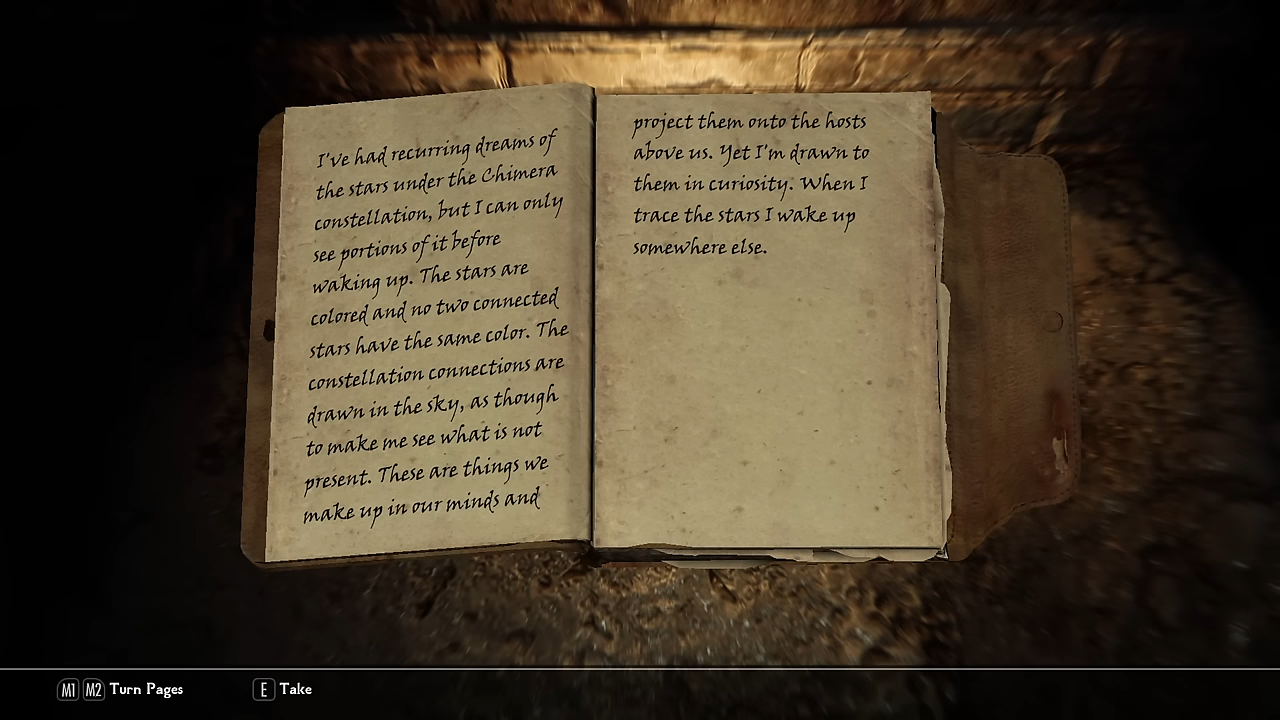 I've had recurring dreams of
the stars under the Chimera
constellation, but I can only
see portions of it before
waking up. The stars are
colored and no two connected
stars have the same color. The
constellation connections are
drawn in the sky, as though
to make me see what is not
present. These are things we
make up in our minds and
project them onto the hosts
above us. Yet I'm drawn to
them in curiosity. When I
trace the stars I wake up
somewhere else.
M1 M2 Turn Pages
E Take